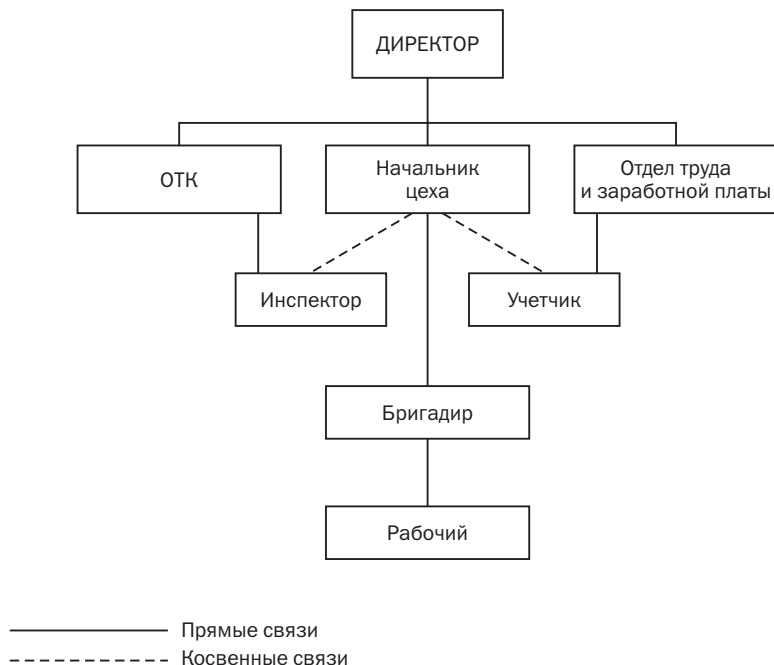 ДИРЕКТОР
ОТК
Начальник
цеха
Отдел труда
и заработной платы
Инспектор
Учетчик
Бригадир
Рабочий
Прямые связи
Косвенные связи